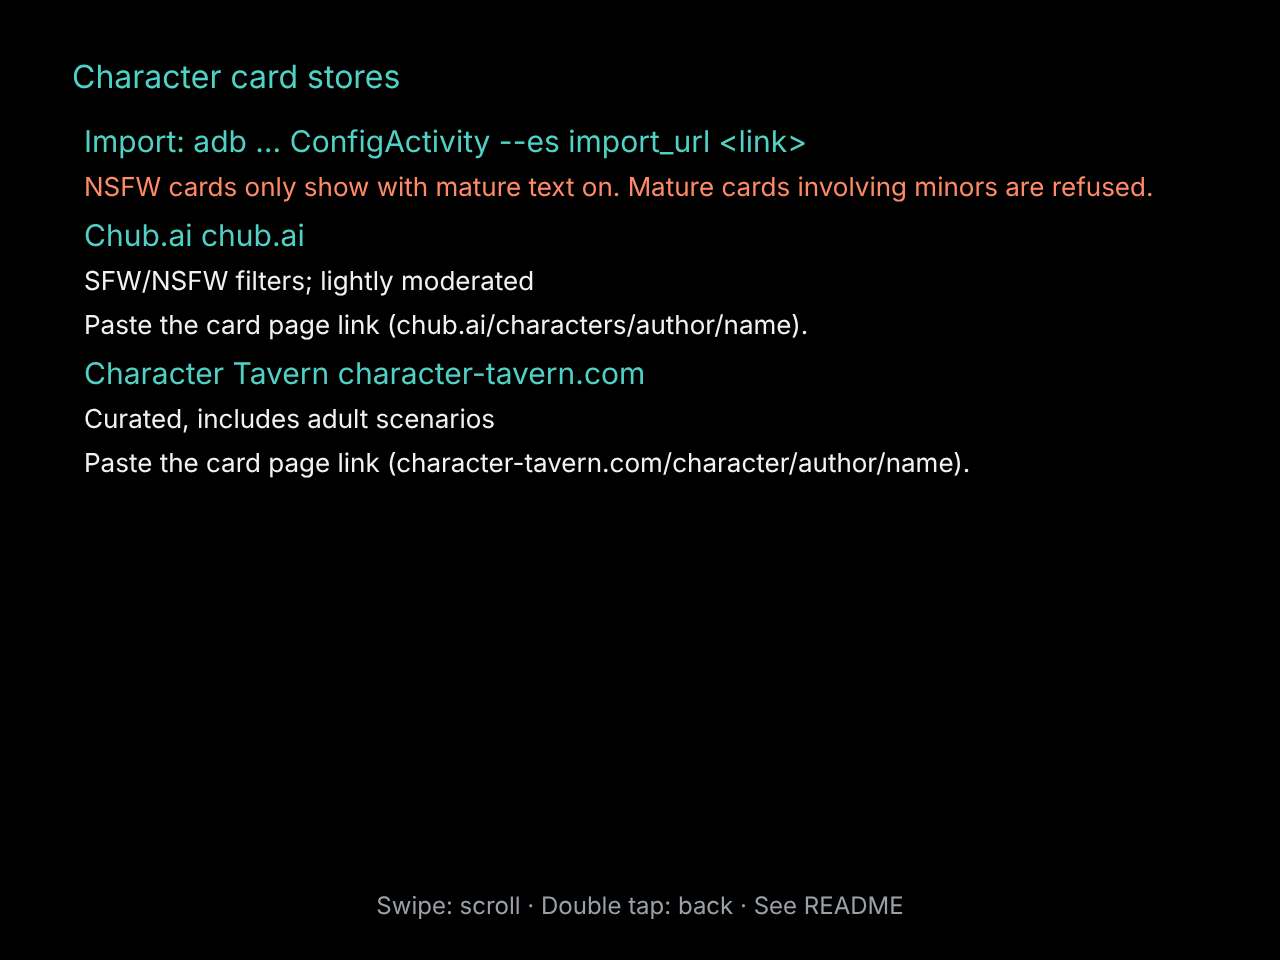 Character card stores
Import: adb ... ConfigActivity --es import_url <link>
NSFW cards only show with mature text on. Mature cards involving minors are refused.
Chub.ai chub.ai
SFW/NSFW filters; lightly moderated
Paste the card page link (chub.ai/characters/author/name).
Character Tavern character-tavern.com
Curated, includes adult scenarios
Paste the card page link (character-tavern.com/character/author/name).
Swipe: scroll · Double tap: back · See README